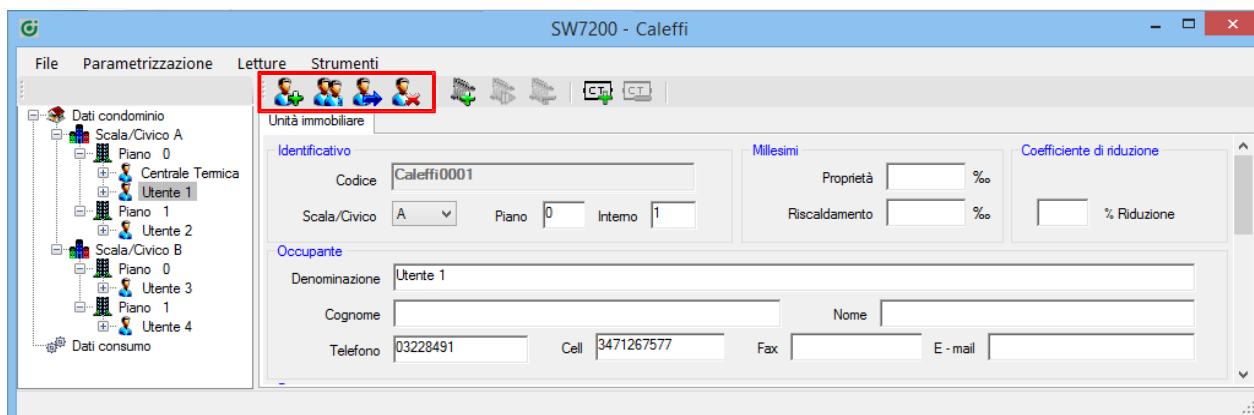 SW7200 - Caleffi
File Parametrizzazione Letture Strumenti
CT CT
Dati condominio
Scala/Civico A
Piano 0
Centrale Termica
Utente 1
Piano 1
Utente 2
Scala/Civico B
Piano 0
Utente 3
Piano 1
Utente 4
Dati consumo
Unità immobiliare
Identificativo
Codice Caleffi0001
Scala/Civico A Piano 0 Interno 1
Millesimi
Proprietà ‰
Riscaldamento ‰
Coefficiente di riduzione
% Riduzione
Occupante
Denominazione Utente 1
Cognome Nome
Telefono 03228491 Cell 3471267577 Fax E - mail